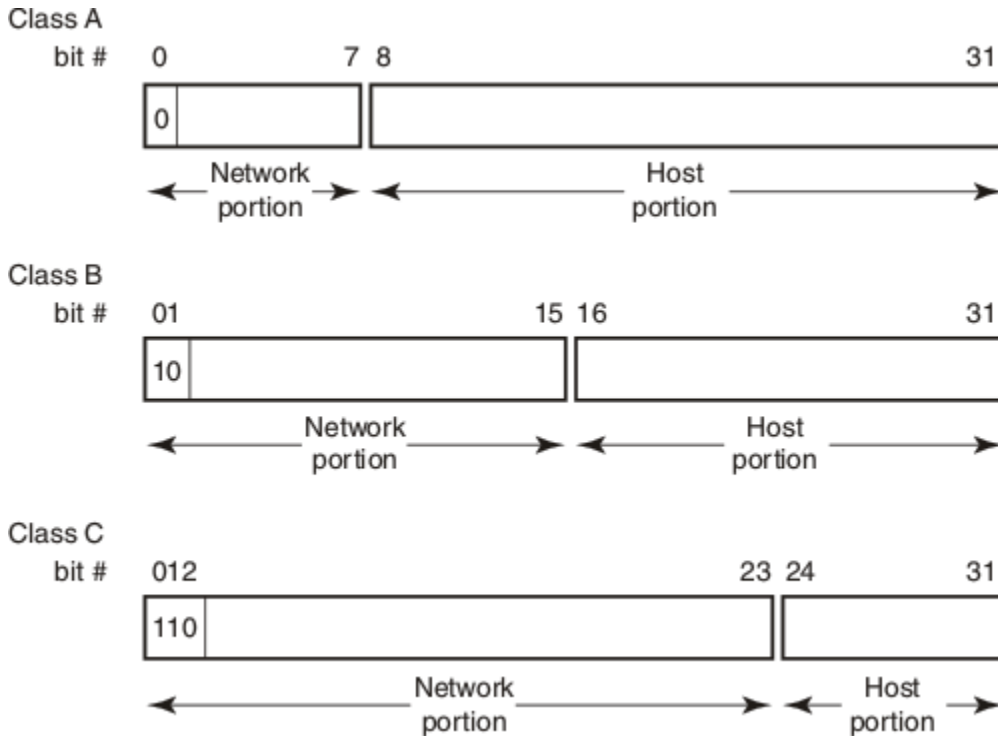 Class A
bit # 0 7 8 31
0
Network Host
portion portion
Class B
bit # 01 15 16 31
10
Network Host
portion portion
Class C
bit # 012 23 24 31
110
Network Host
portion portion